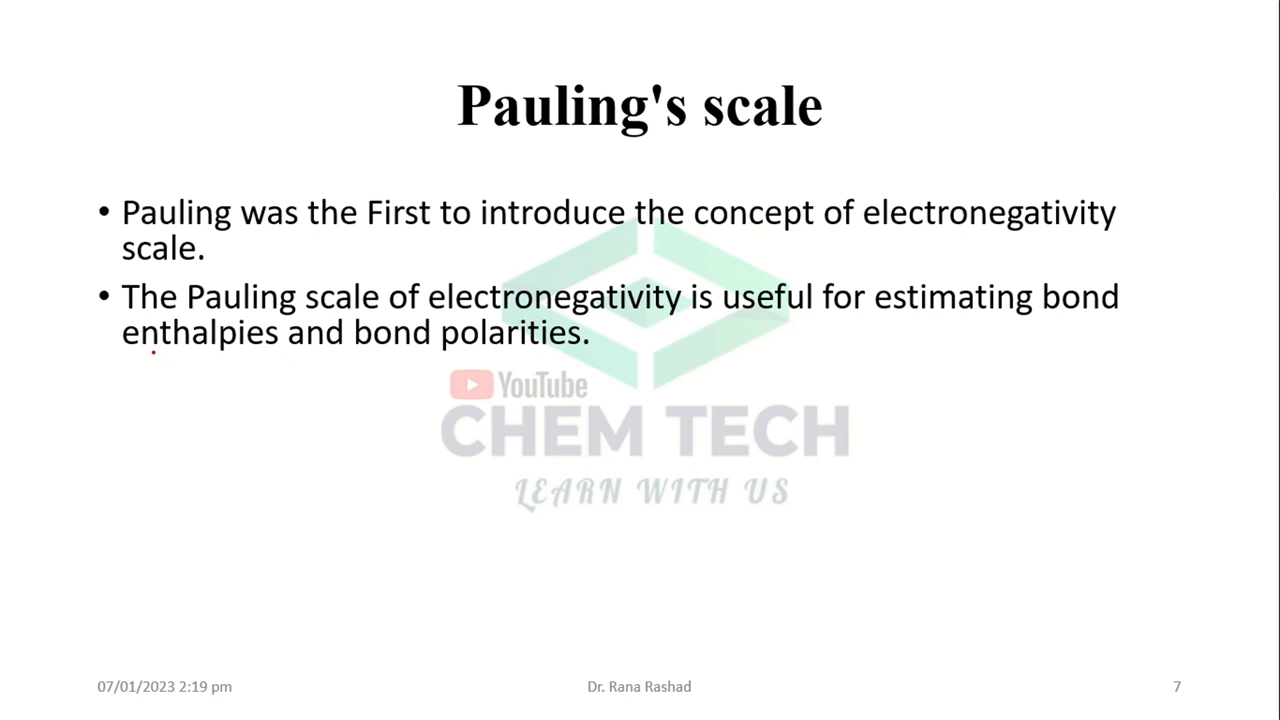 Pauling's scale
• Pauling was the First to introduce the concept of electronegativity
scale.
• The Pauling scale of electronegativity is useful for estimating bond
enthalpies and bond polarities.
YouTube
CHEM TECH
LEARN WITH US
07/01/2023 2:19 pm
Dr. Rana Rashad
7